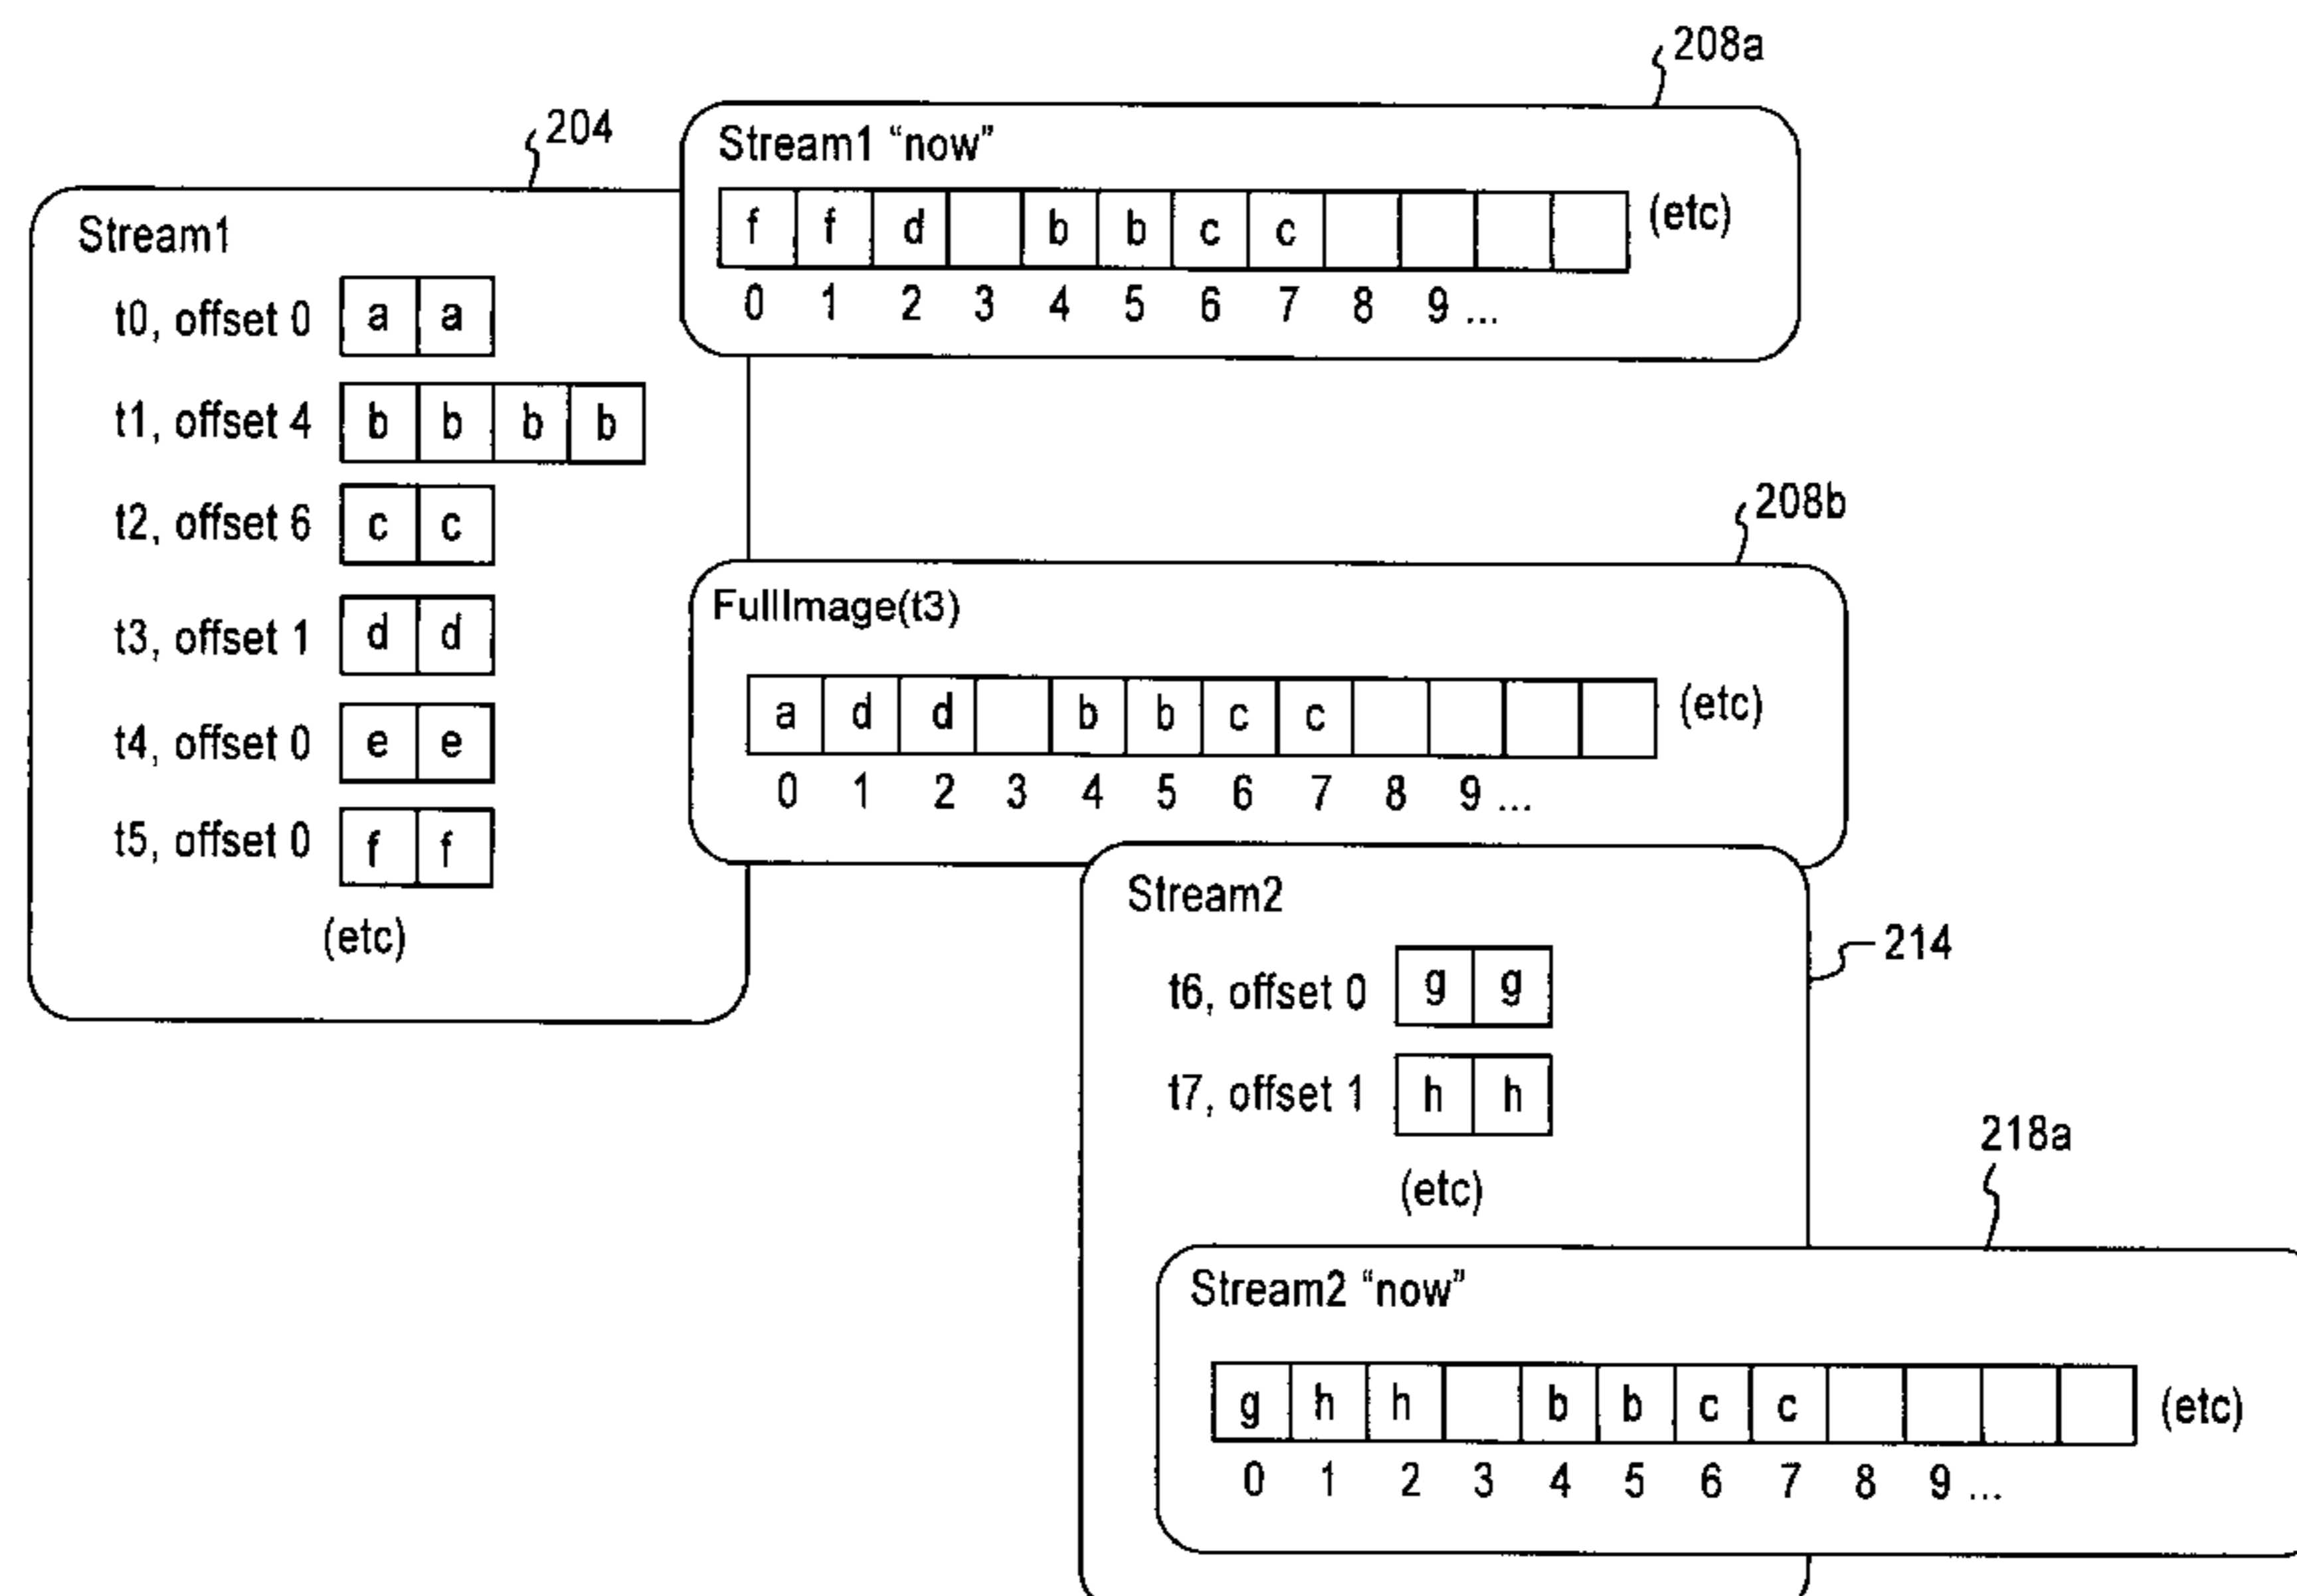 208a
204
Stream1 “now”
f f d b b c c (etc)
0 1 2 3 4 5 6 7 8 9 ...
Stream1
t0, offset 0 a a
t1, offset 4 b b b b
t2, offset 6 c c
t3, offset 1 d d
t4, offset 0 e e
t5, offset 0 f f
(etc)
208b
FullImage(t3)
a d d b b c c (etc)
0 1 2 3 4 5 6 7 8 9 ...
Stream2
214
t6, offset 0 g g
t7, offset 1 h h
(etc)
218a
Stream2 “now”
g h h b b c c (etc)
0 1 2 3 4 5 6 7 8 9 ...